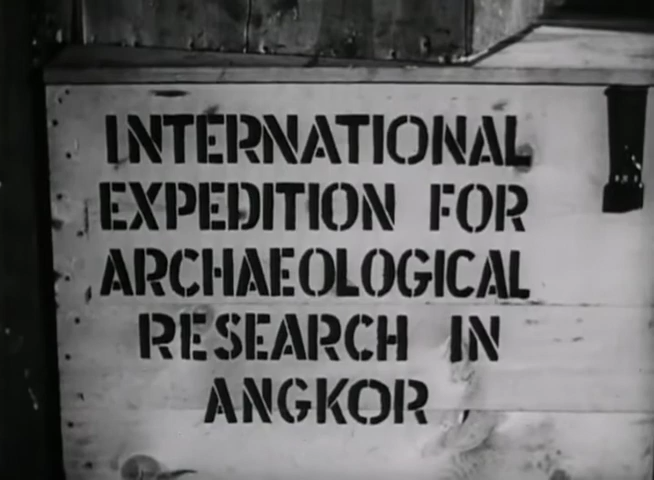 INTERNATIONAL
EXPEDITION FOR
ARCHAEOLOGICAL
RESEARCH IN
ANGKOR